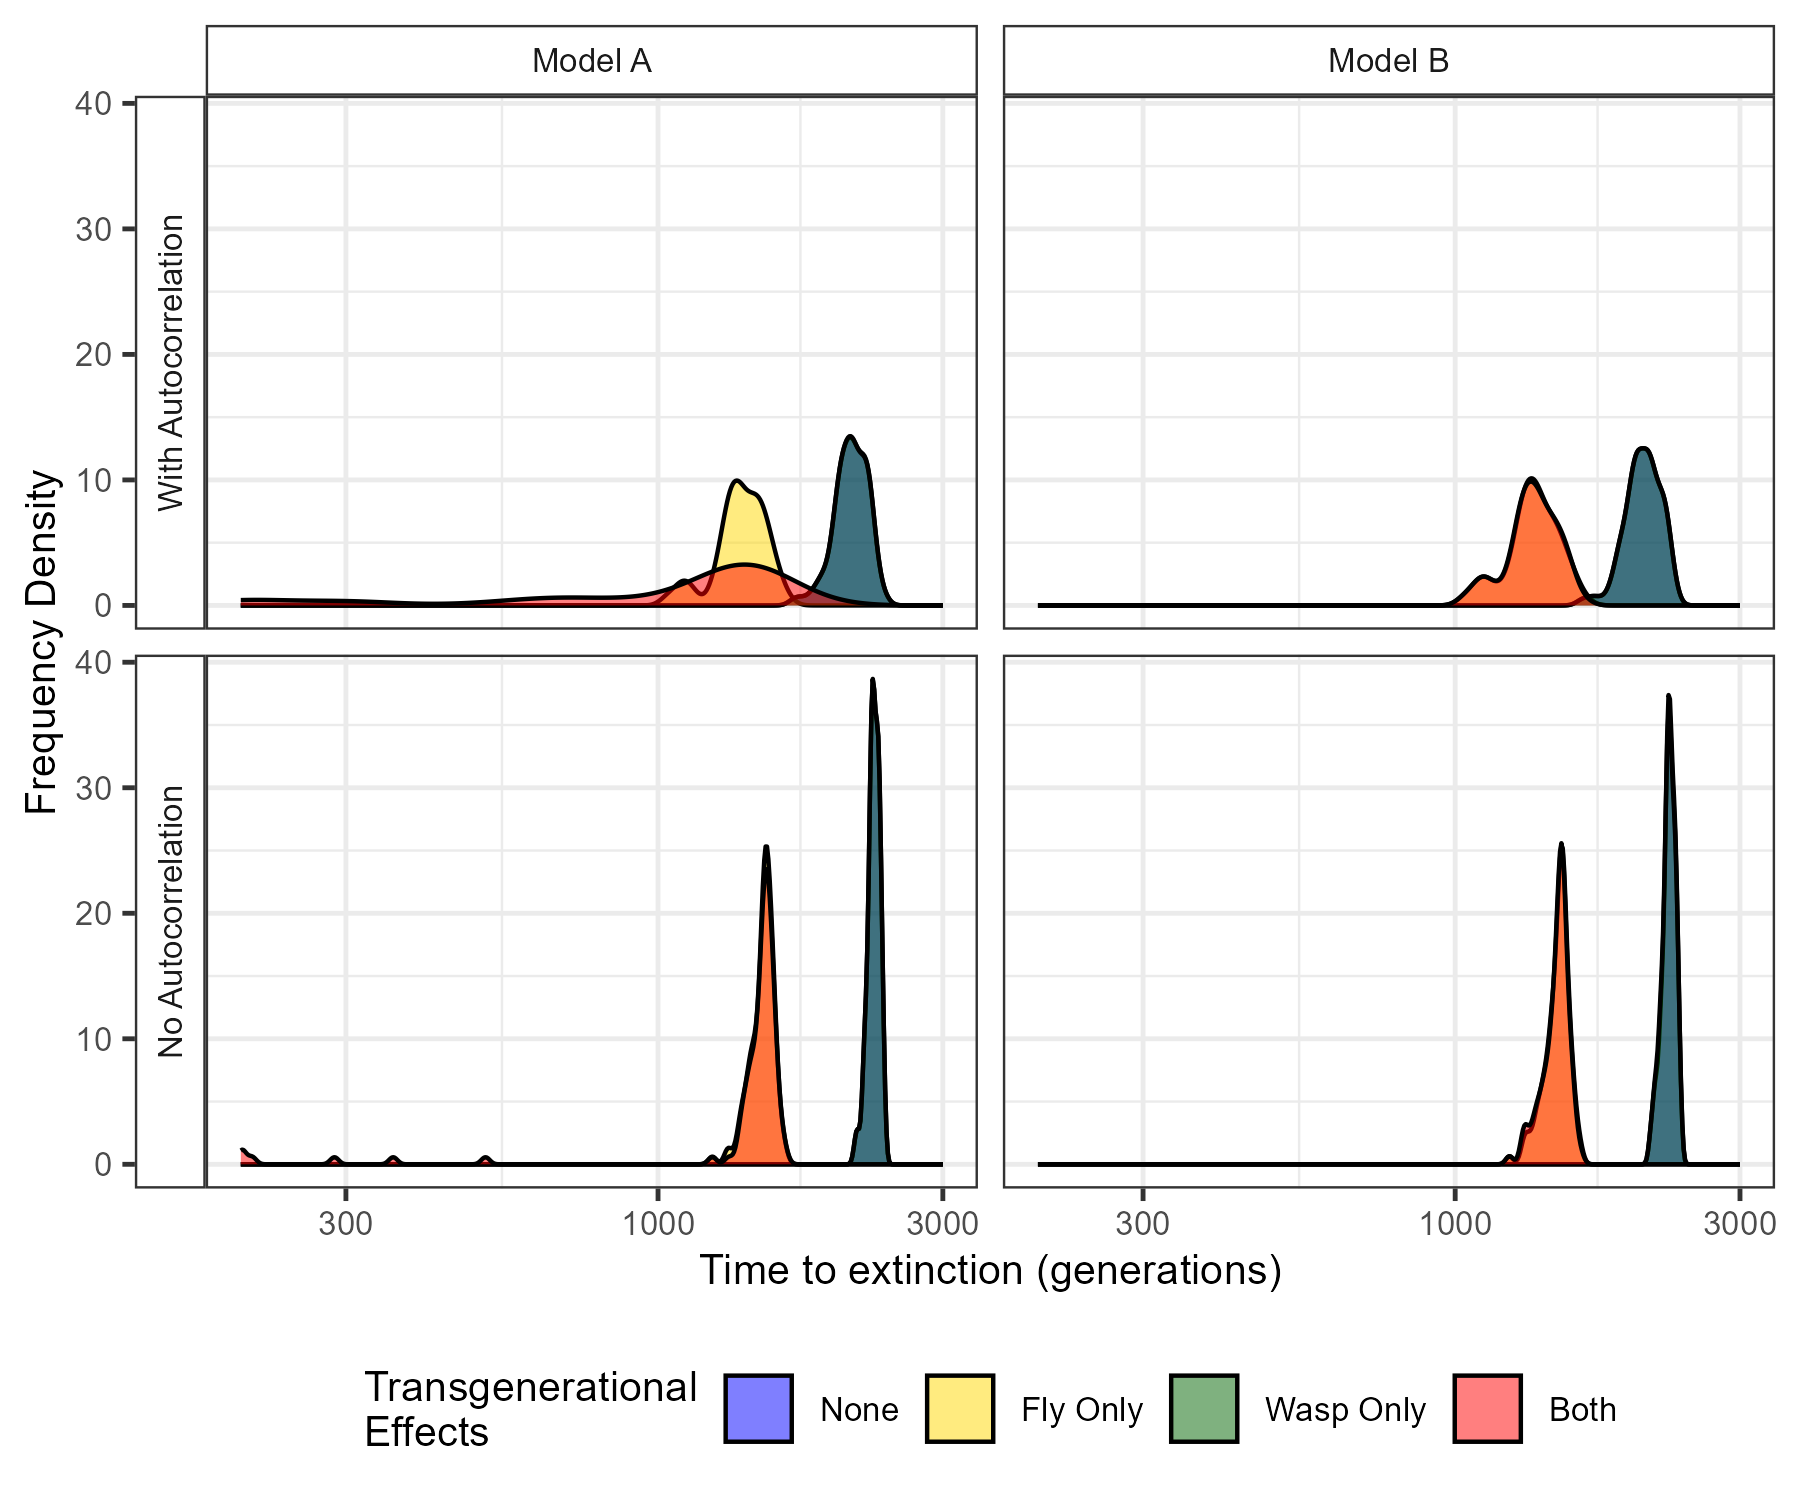 Model A
Model B
40
30
20
10
0
With Autocorrelation
40
30
20
10
0
No Autocorrelation
Frequency Density
300
1000
3000
300
1000
3000
Time to extinction (generations)
Transgenerational
Effects
None
Fly Only
Wasp Only
Both